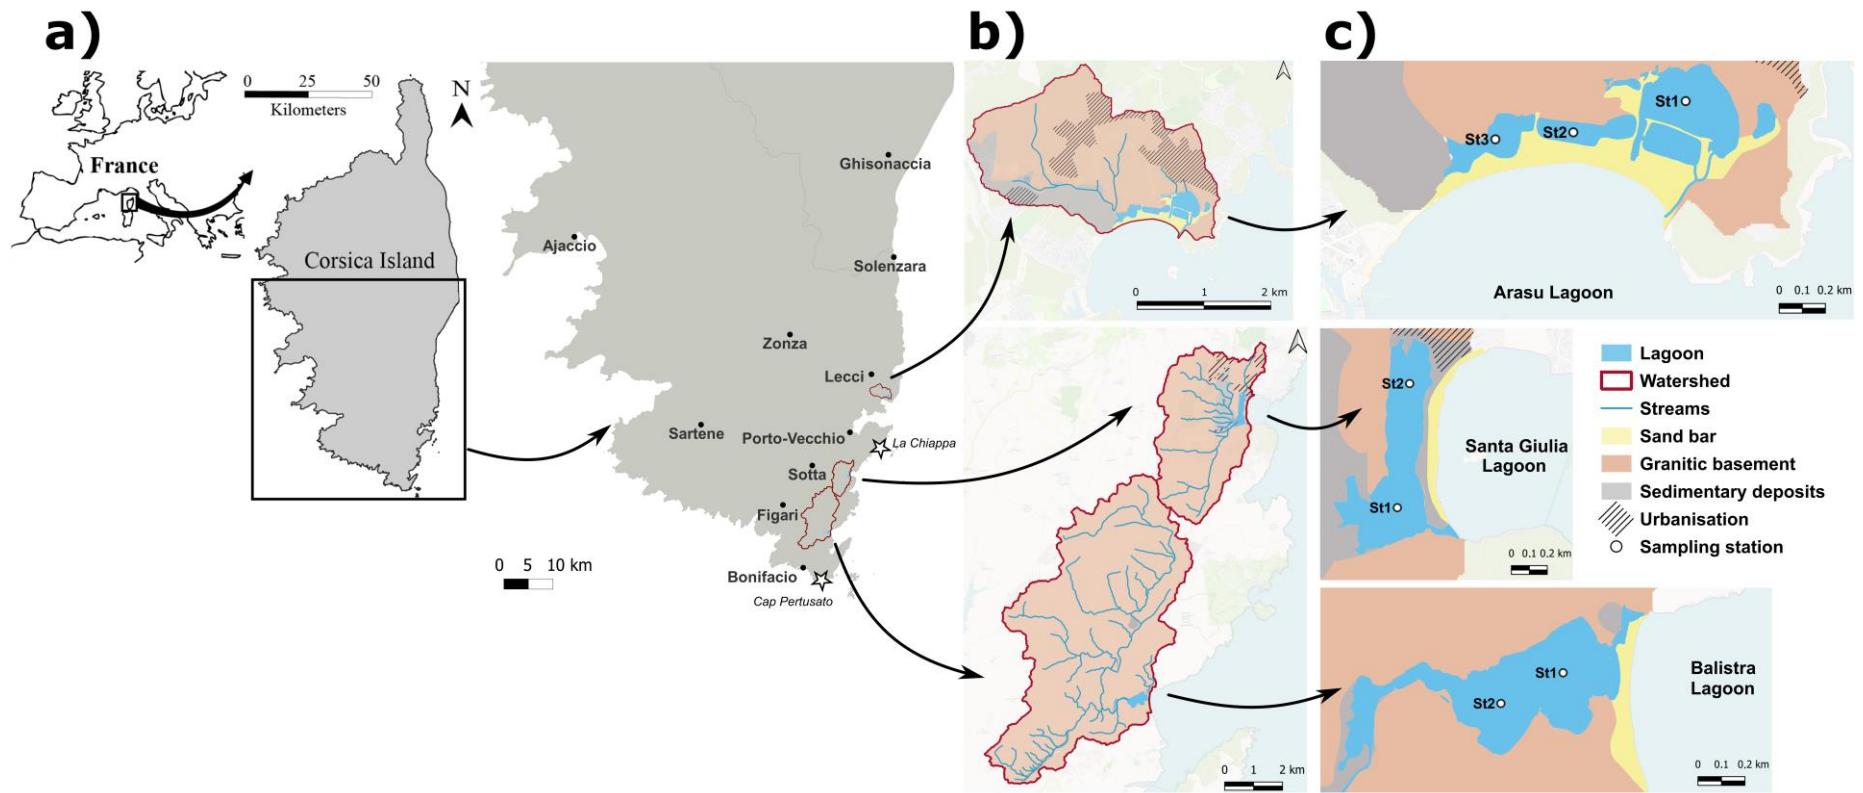 a)
b)
c)
0 25 50
Kilometers
N
France
Corsica Island
Ghisonaccia
Ajaccio
Solenzara
Zonza
Lecci
Sartene
Porto-Vecchio
La Chiappa
Sotta
Figari
Bonifacio
Cap Pertusato
0 5 10 km
0 1 2 km
0 1 2 km
St1
St2
St3
Arasu Lagoon
0 0.1 0.2 km
St2
St1
Santa Giulia
Lagoon
0 0.1 0.2 km
Lagoon
Watershed
Streams
Sand bar
Granitic basement
Sedimentary deposits
Urbanisation
Sampling station
St1
St2
Balistra
Lagoon
0 0.1 0.2 km